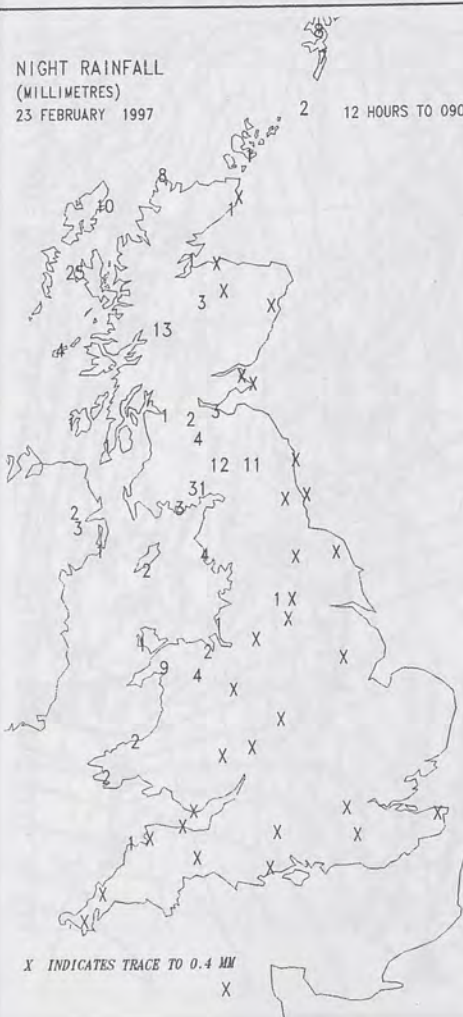 8
NIGHT RAINFALL
(MILLIMETRES)
23 FEBRUARY 1997
2 12 HOURS TO 090
8
X
10
1
1 X
25
3 X
X
13
4
X
X
1
3
2
4
12 11
X
31
3
X X
2
3
1
4
X X
2
1 X
X
1
X
1
2
9
4
X
X
X
2
X
X
2
X
X
X
X
X
X
X
1 X
X
X
X
X
X INDICATES TRACE TO 0.4 MM
X